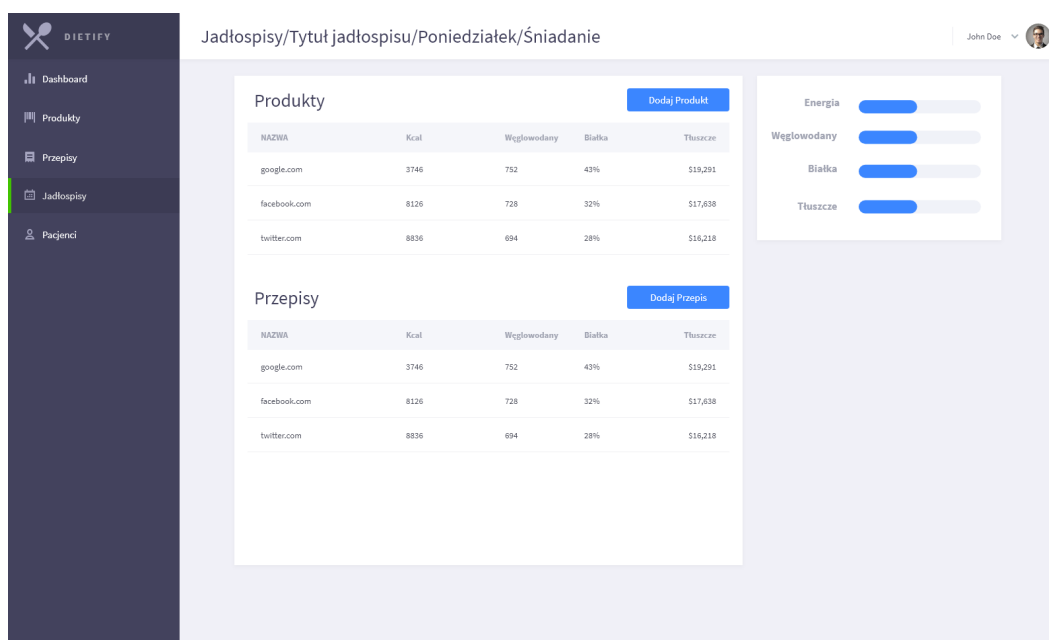 DIETIFY
Jadłospisy/Tytuł jadłospisu/Poniedziałek/Śniadanie
John Doe
Dashboard
Produkty
Przepisy
Jadłospisy
Pacjenci
Produkty
Dodaj Produkt
NAZWA Kcal Węglowodany Białka Tłuszcze
google.com 3746 752 43% $19,291
facebook.com 8126 728 32% $17,638
twitter.com 8836 694 28% $16,218
Przepisy
Dodaj Przepis
NAZWA Kcal Węglowodany Białka Tłuszcze
google.com 3746 752 43% $19,291
facebook.com 8126 728 32% $17,638
twitter.com 8836 694 28% $16,218
Energia
Węglowodany
Białka
Tłuszcze